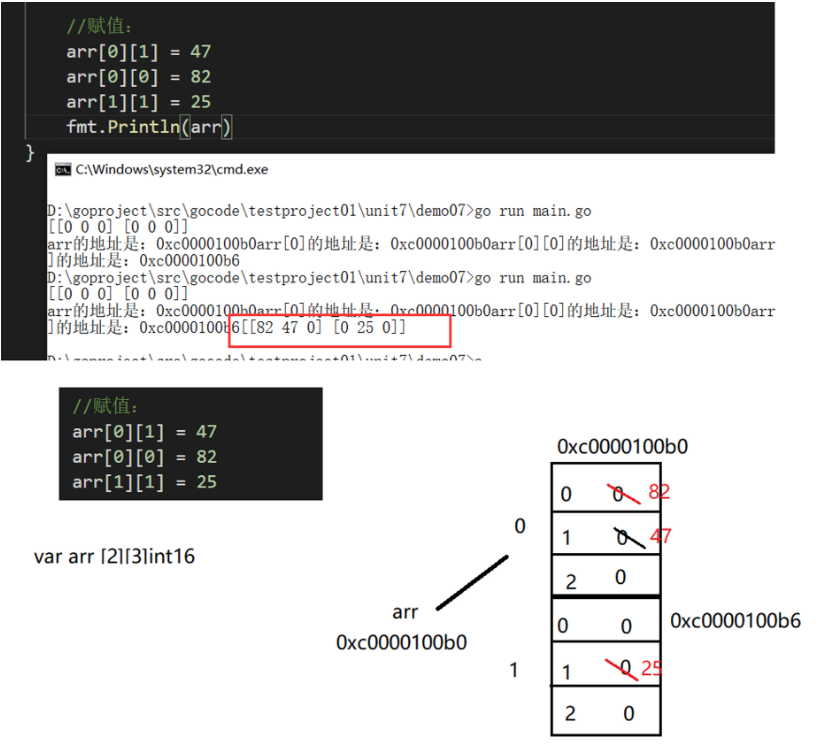 //赋值:
arr[0][1] = 47
arr[0][0] = 82
arr[1][1] = 25
fmt.Println(arr)
}
C:\Windows\system32\cmd.exe
D:\goproject\src\gocode\testproject01\unit7\demo07>go run main.go
[[0 0 0] [0 0 0]]
arr的地址是: 0xc0000100b0arr[0]的地址是: 0xc0000100b0arr[0][0]的地址是: 0xc0000100b0arr
]的地址是: 0xc0000100b6
D:\goproject\src\gocode\testproject01\unit7\demo07>go run main.go
[[0 0 0] [0 0 0]]
arr的地址是: 0xc0000100b0arr[0]的地址是: 0xc0000100b0arr[0][0]的地址是: 0xc0000100b0arr
]的地址是: 0xc0000100b6[[82 47 0] [0 25 0]]
D:\goproject\src\gocode\testproject01\unit7\demo07>
//赋值:
arr[0][1] = 47
arr[0][0] = 82
arr[1][1] = 25
var arr [2][3]int16
arr
0xc0000100b0
0xc0000100b0
0
0 0 82
1 0 47
2 0
1
0 0
1 0 25
2 0
0xc0000100b6